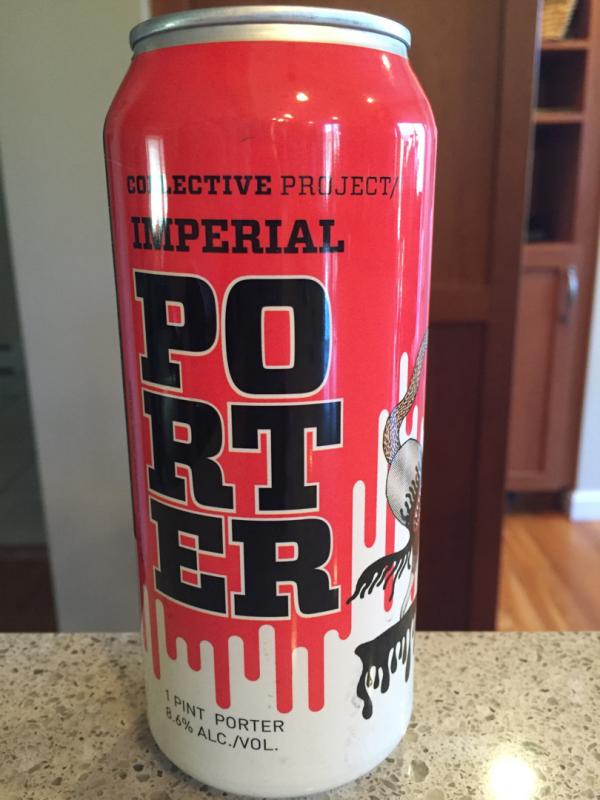 COLLECTIVE PROJECT/
IMPERIAL
PO
RT
ER
1 PINT PORTER
8.6% ALC./VOL.